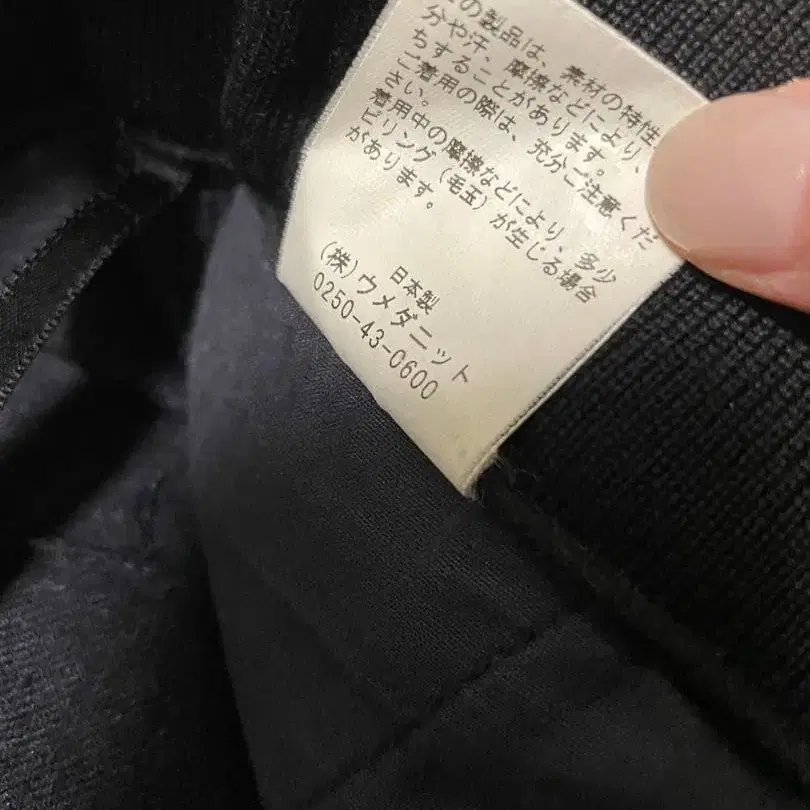 の製品は、素材の特性
分や汗、摩擦などにより、
ちすることがあります。
ご着用の際は、充分ご注意くだ
さい。
着用中の摩擦などにより、多少
ピリング（毛玉）が生じる場合
があります。
日本製
（株）ウメダニット
0250-43-0600